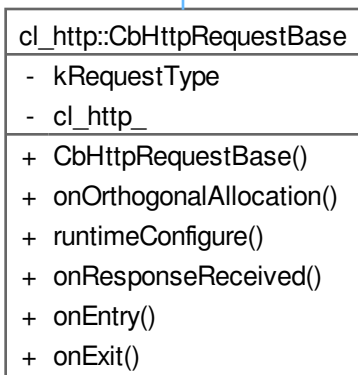 cl_http::CbHttpRequestBase
- kRequestType
- cl_http_
+ CbHttpRequestBase()
+ onOrthogonalAllocation()
+ runtimeConfigure()
+ onResponseReceived()
+ onEntry()
+ onExit()